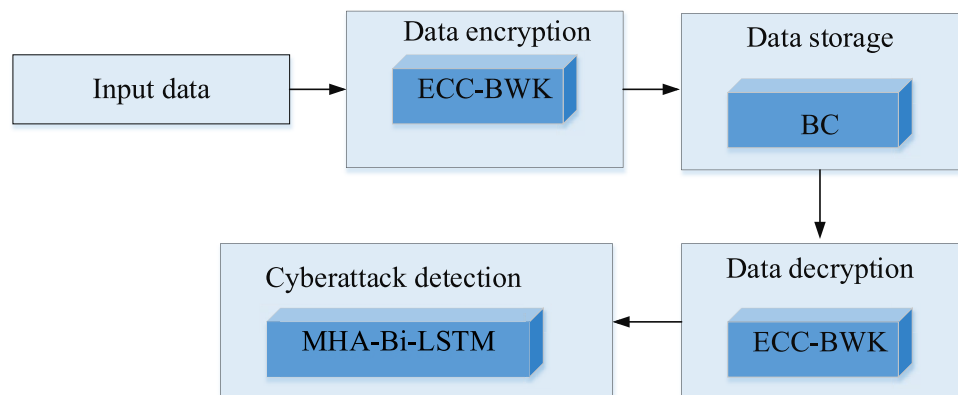 Input data
Data encryption
ECC-BWK
Data storage
BC
Data decryption
ECC-BWK
Cyberattack detection
MHA-Bi-LSTM